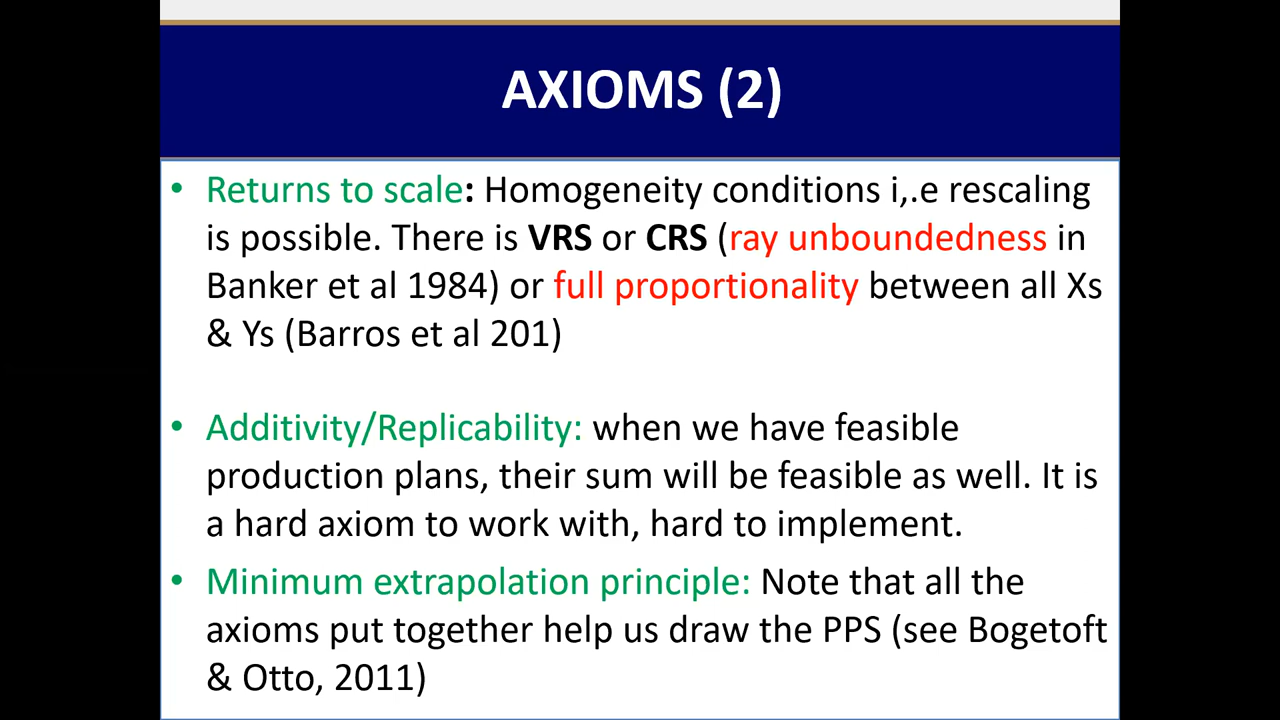 AXIOMS (2)
• Returns to scale: Homogeneity conditions i,.e rescaling
is possible. There is VRS or CRS (ray unboundedness in
Banker et al 1984) or full proportionality between all Xs
& Ys (Barros et al 201)
• Additivity/Replicability: when we have feasible
production plans, their sum will be feasible as well. It is
a hard axiom to work with, hard to implement.
• Minimum extrapolation principle: Note that all the
axioms put together help us draw the PPS (see Bogetoft
& Otto, 2011)